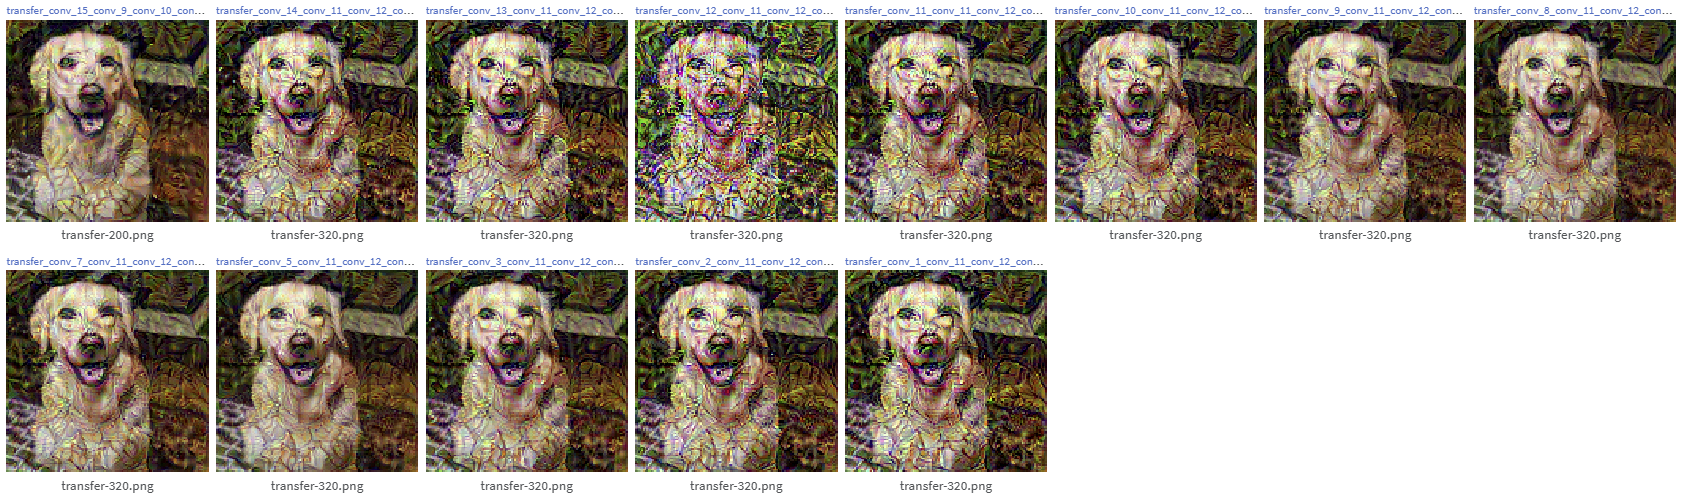 transfer_conv_15_conv_9_conv_10_con...
transfer_conv_14_conv_11_conv_12_co...
transfer_conv_13_conv_11_conv_12_co...
transfer_conv_12_conv_11_conv_12_co...
transfer_conv_11_conv_11_conv_12_co...
transfer_conv_10_conv_11_conv_12_co...
transfer_conv_9_conv_11_conv_12_con...
transfer_conv_8_conv_11_conv_12_con...
transfer-200.png
transfer-320.png
transfer-320.png
transfer-320.png
transfer-320.png
transfer-320.png
transfer-320.png
transfer-320.png
transfer_conv_7_conv_11_conv_12_con...
transfer_conv_5_conv_11_conv_12_con...
transfer_conv_3_conv_11_conv_12_con...
transfer_conv_2_conv_11_conv_12_con...
transfer_conv_1_conv_11_conv_12_con...
transfer-320.png
transfer-320.png
transfer-320.png
transfer-320.png
transfer-320.png